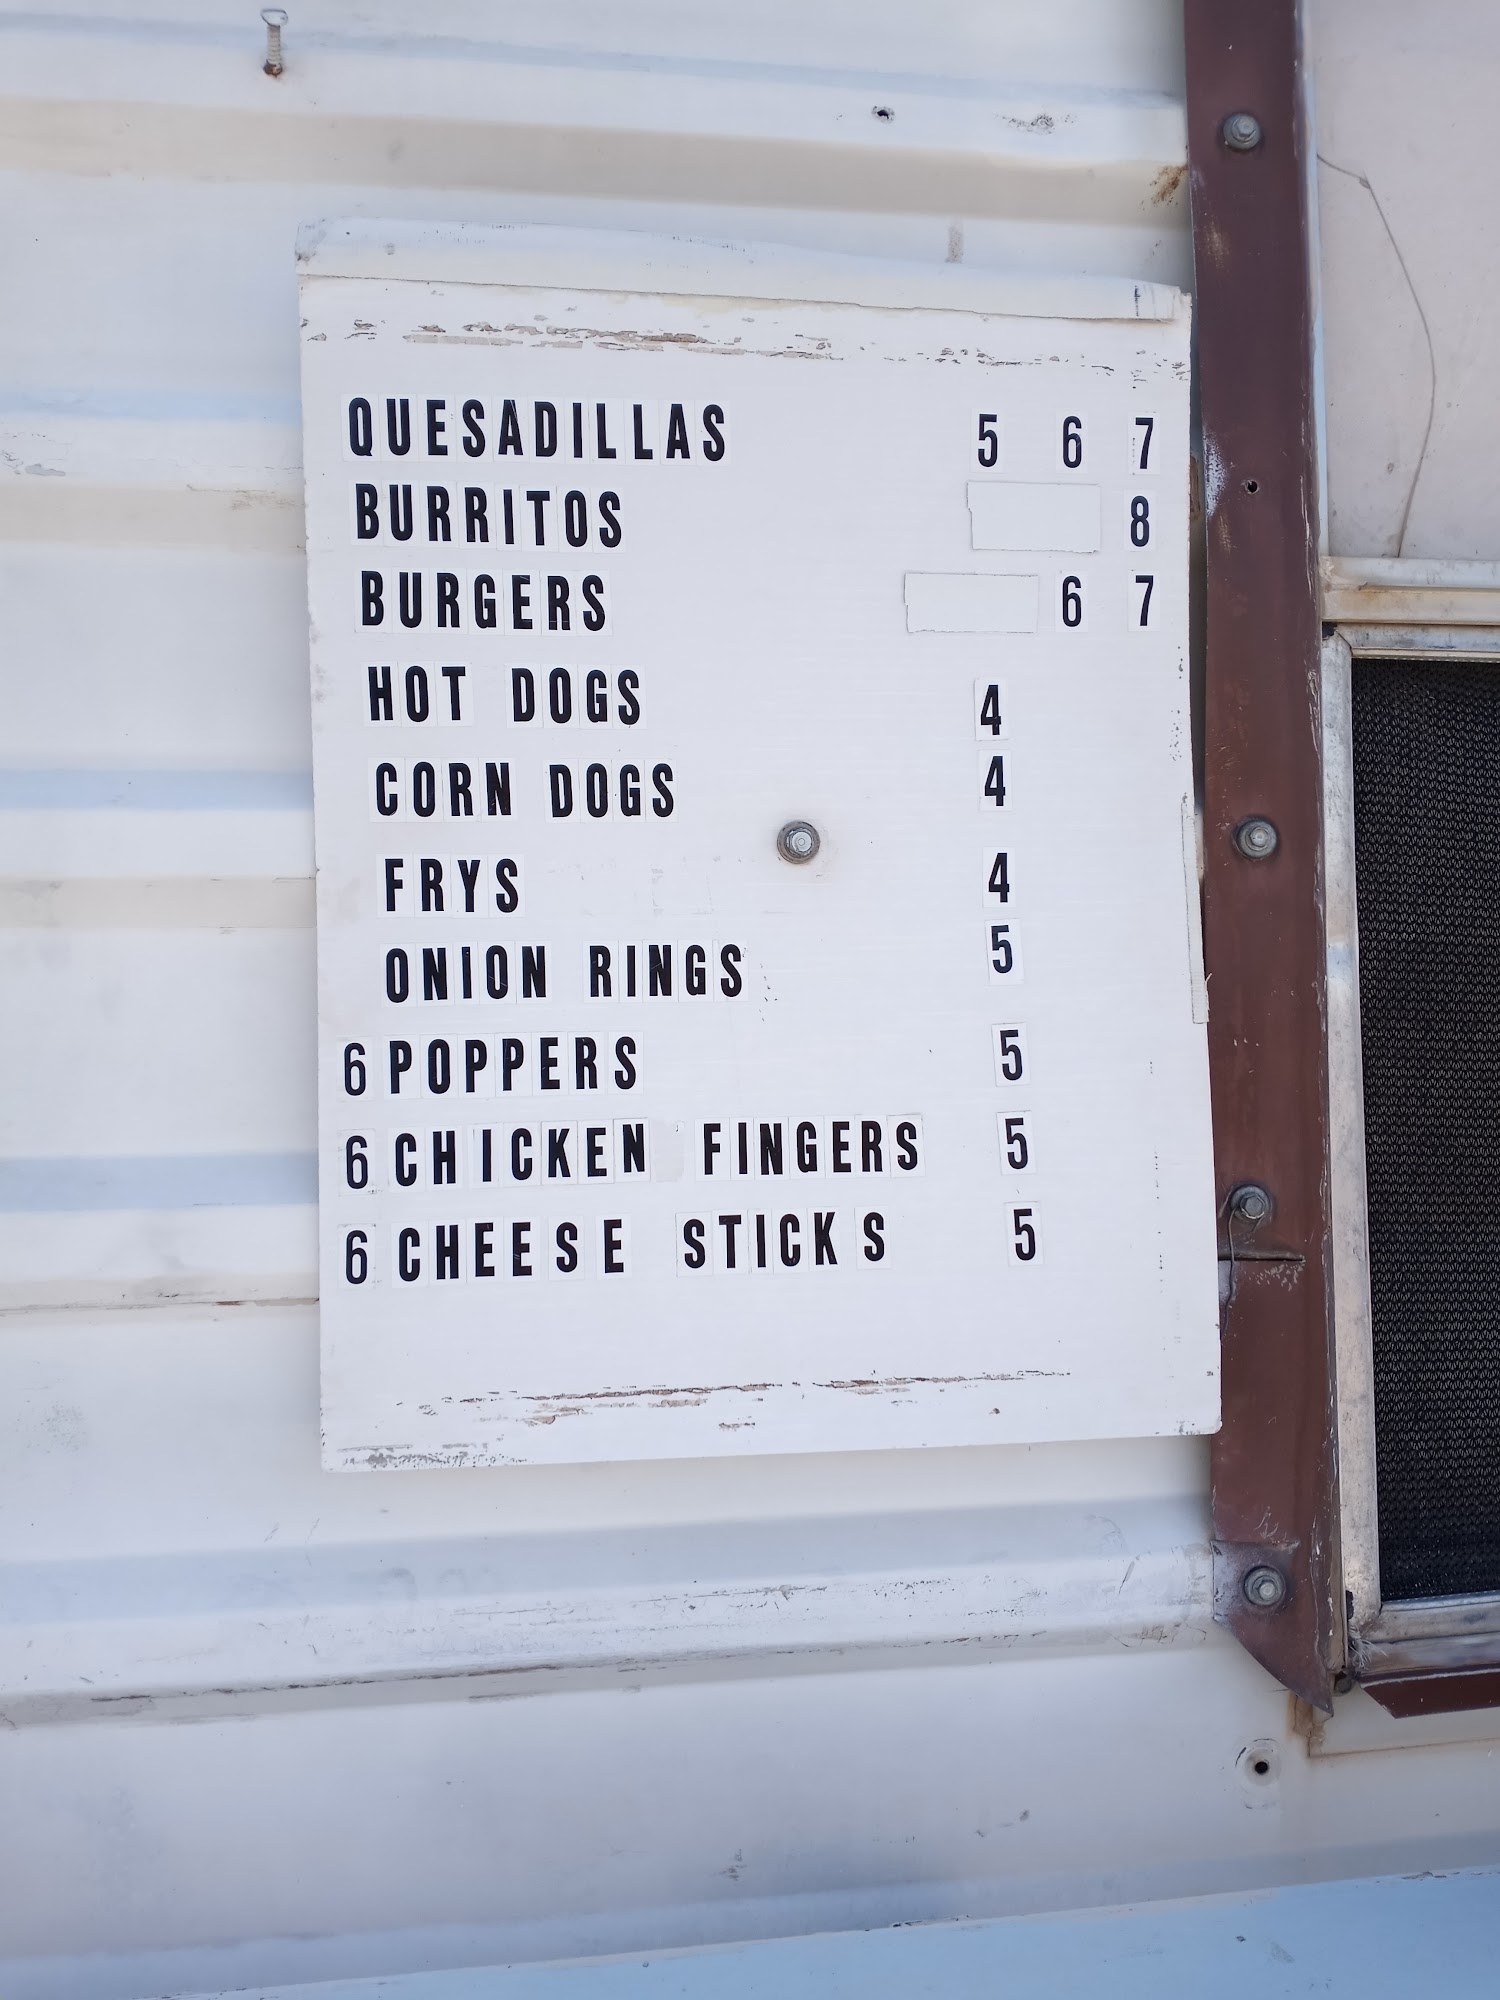 QUESADILLAS 5 6 7
BURRITOS 8
BURGERS 6 7
HOT DOGS 4
CORN DOGS 4
FRYS 4
ONION RINGS 5
6 POPPERS 5
6 CHICKEN FINGERS 5
6 CHEESE STICKS 5